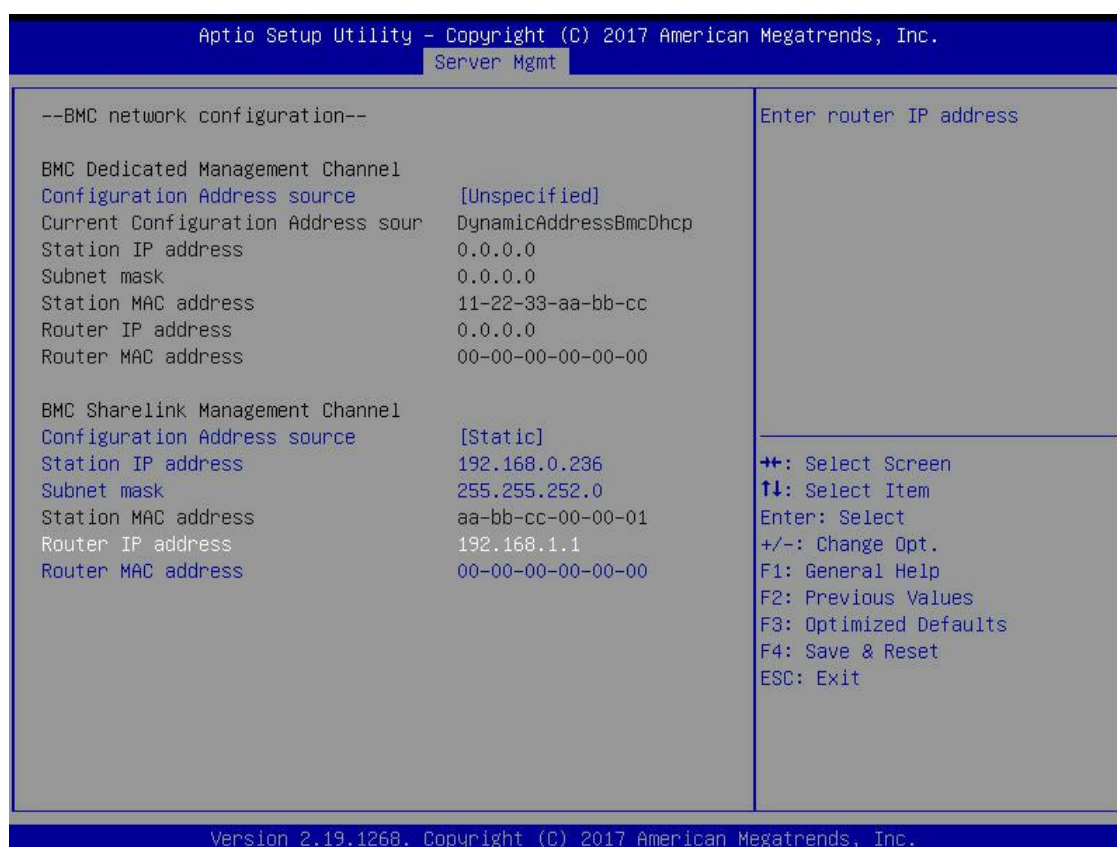 Aptio Setup Utility – Copyright (C) 2017 American Megatrends, Inc.
Server Mgmt
--BMC network configuration--
BMC Dedicated Management Channel
Configuration Address source [Unspecified]
Current Configuration Address sour DynamicAddressBmcDhcp
Station IP address 0.0.0.0
Subnet mask 0.0.0.0
Station MAC address 11-22-33-aa-bb-cc
Router IP address 0.0.0.0
Router MAC address 00-00-00-00-00-00
BMC Sharelink Management Channel
Configuration Address source [Static]
Station IP address 192.168.0.236
Subnet mask 255.255.252.0
Station MAC address aa-bb-cc-00-00-01
Router IP address 192.168.1.1
Router MAC address 00-00-00-00-00-00
Enter router IP address
→←: Select Screen
↑↓: Select Item
Enter: Select
+/-: Change Opt.
F1: General Help
F2: Previous Values
F3: Optimized Defaults
F4: Save & Reset
ESC: Exit
Version 2.19.1268. Copyright (C) 2017 American Megatrends, Inc.